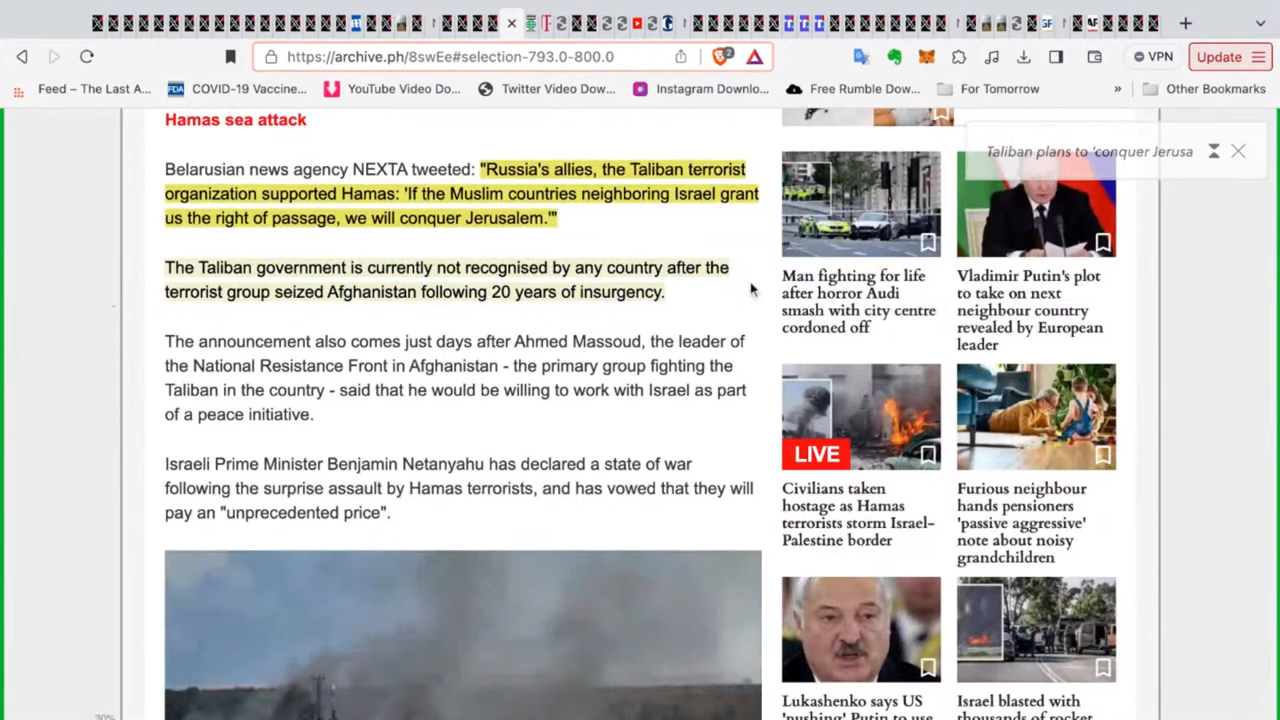 https://archive.ph/8swEe#selection-793.0-800.0
2
VPN
Update
Feed – The Last A...
FDA
COVID-19 Vaccine...
YouTube Video Do...
Twitter Video Dow...
Instagram Downlo...
Free Rumble Dow...
For Tomorrow
»
Other Bookmarks
Hamas sea attack
Taliban plans to 'conquer Jerusa
Belarusian news agency NEXTA tweeted: "Russia's allies, the Taliban terrorist
organization supported Hamas: 'If the Muslim countries neighboring Israel grant
us the right of passage, we will conquer Jerusalem.'"
The Taliban government is currently not recognised by any country after the
terrorist group seized Afghanistan following 20 years of insurgency.
The announcement also comes just days after Ahmed Massoud, the leader of
the National Resistance Front in Afghanistan - the primary group fighting the
Taliban in the country - said that he would be willing to work with Israel as part
of a peace initiative.
Israeli Prime Minister Benjamin Netanyahu has declared a state of war
following the surprise assault by Hamas terrorists, and has vowed that they will
pay an "unprecedented price".
30%
Man fighting for life
after horror Audi
smash with city centre
cordoned off
Vladimir Putin's plot
to take on next
neighbour country
revealed by European
leader
LIVE
Civilians taken
hostage as Hamas
terrorists storm Israel-
Palestine border
Furious neighbour
hands pensioners
'passive aggressive'
note about noisy
grandchildren
Lukashenko says US
'pushing' Putin to use
Israel blasted with
thousands of rocket